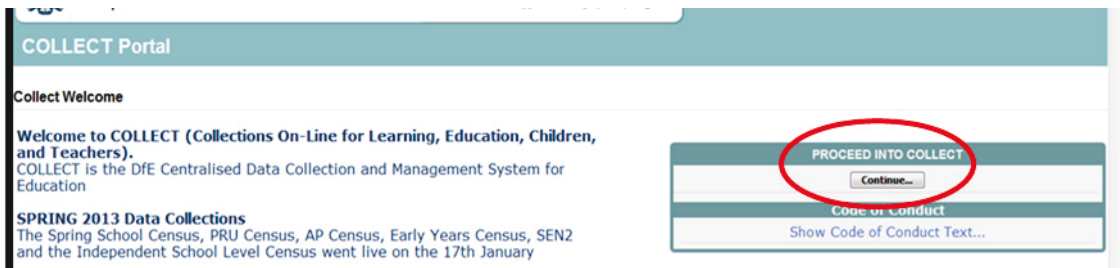 COLLECT Portal
Collect Welcome
Welcome to COLLECT (Collections On-Line for Learning, Education, Children,
and Teachers).
COLLECT is the DfE Centralised Data Collection and Management System for
Education
SPRING 2013 Data Collections
The Spring School Census, PRU Census, AP Census, Early Years Census, SEN2
and the Independent School Level Census went live on the 17th January
PROCEED INTO COLLECT
Continue...
Code of Conduct
Show Code of Conduct Text...